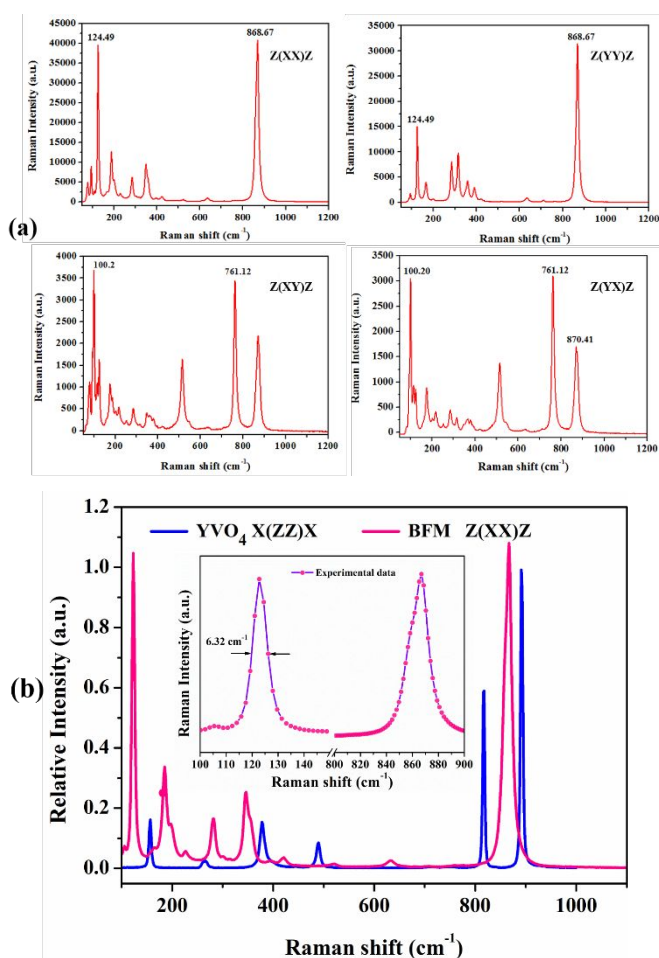 124.49
868.67
Z(XX)Z
45000
40000
35000
30000
25000
20000
15000
10000
5000
0
Raman Intensity (a.u.)
200 400 600 800 1000 1200
Raman shift (cm⁻¹)
868.67
Z(YY)Z
124.49
35000
30000
25000
20000
15000
10000
5000
0
Raman Intensity (a.u.)
200 400 600 800 1000 1200
Raman shift (cm⁻¹)
(a)
100.2
761.12
Z(XY)Z
4000
3500
3000
2500
2000
1500
1000
500
0
Raman Intensity (a.u.)
200 400 600 800 1000 1200
Raman shift (cm⁻¹)
100.20
761.12
870.41
Z(YX)Z
3500
3000
2500
2000
1500
1000
500
0
Raman Intensity (a.u.)
200 400 600 800 1000 1200
Raman shift (cm⁻¹)
(b)
YVO₄ X(ZZ)X
BFM Z(XX)Z
1.2
1.0
0.8
0.6
0.4
0.2
0.0
Relative Intensity (a.u.)
Experimental data
6.32 cm⁻¹
Raman Intensity (a.u.)
100 110 120 130 140 800 820 840 860 880 900
Raman shift (cm⁻¹)
200 400 600 800 1000
Raman shift (cm⁻¹)